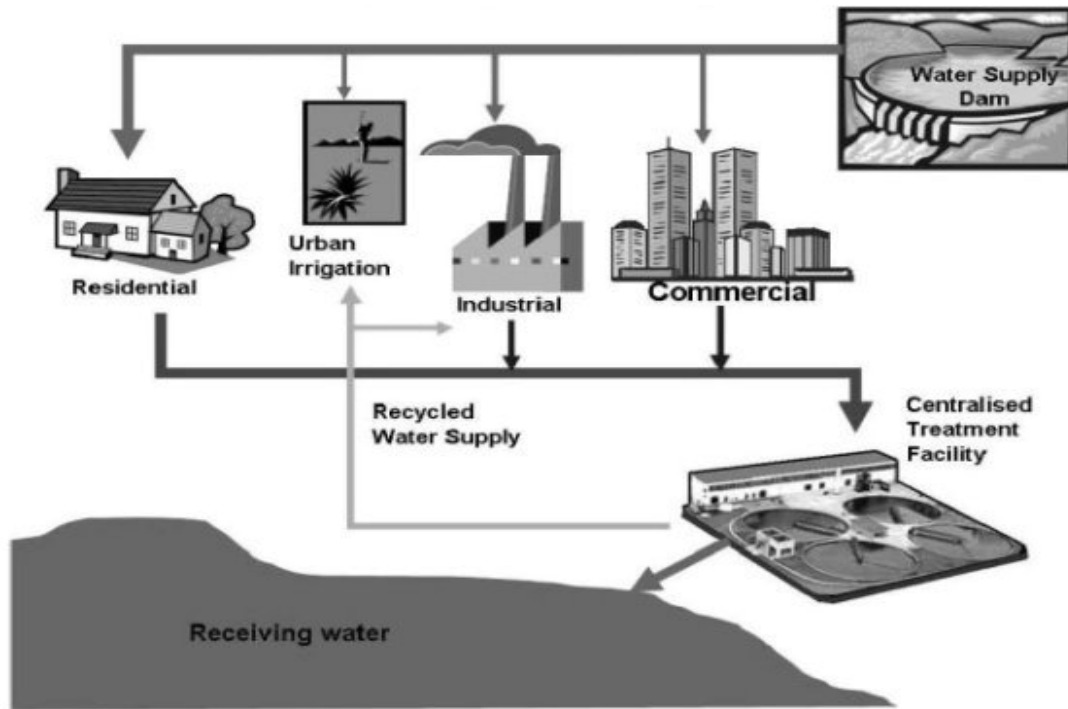 Water Supply
Dam
Residential
Urban
Irrigation
Industrial
Commercial
Recycled
Water Supply
Centralised
Treatment
Facility
Receiving water